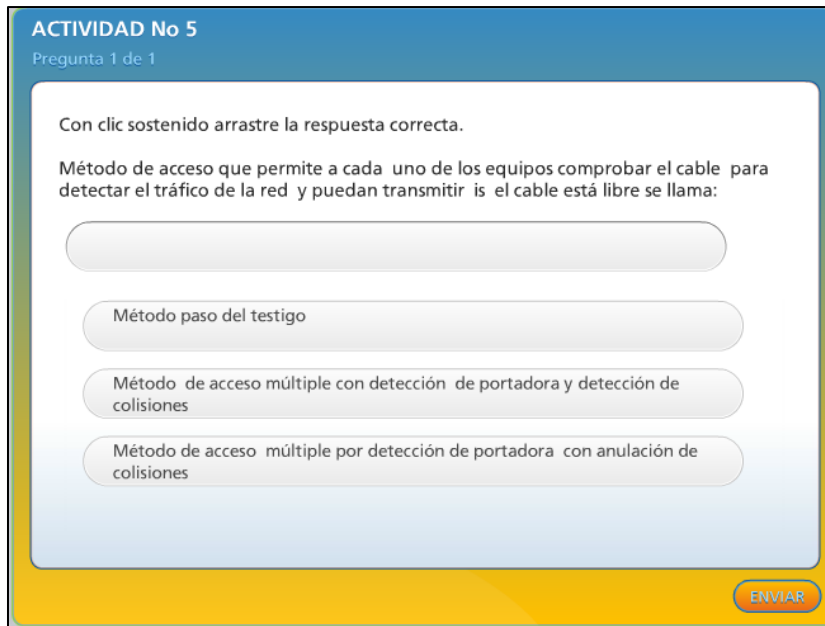 ACTIVIDAD No 5
Pregunta 1 de 1
Con clic sostenido arrastre la respuesta correcta.
Método de acceso que permite a cada uno de los equipos comprobar el cable para
detectar el tráfico de la red y puedan transmitir is el cable está libre se llama:
Método paso del testigo
Método de acceso múltiple con detección de portadora y detección de
colisiones
Método de acceso múltiple por detección de portadora con anulación de
colisiones
ENVIAR